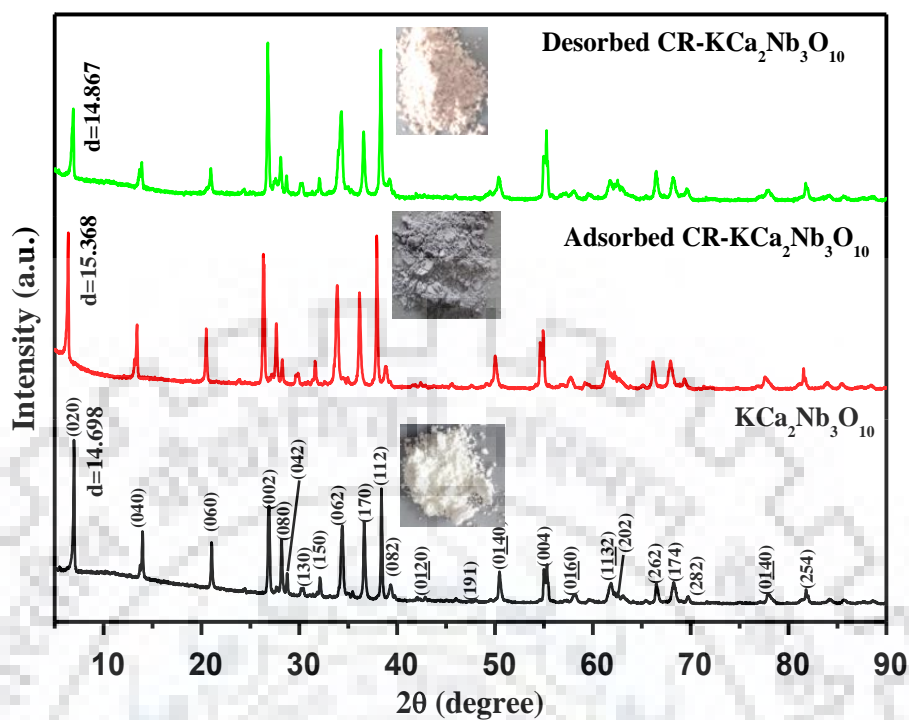 Desorbed CR-KCa₂Nb₃O₁₀
d=14.867
Adsorbed CR-KCa₂Nb₃O₁₀
d=15.368
KCa₂Nb₃O₁₀
(020)
d=14.698
(040)
(060)
(002)
(080)
(042)
(130)
(150)
(062)
(170)
(112)
(082)
(0120)
(191)
(0140)
(004)
(0160)
(1132)
(202)
(262)
(174)
(282)
(0140)
(254)
Intensity (a.u.)
10 20 30 40 50 60 70 80 90
2θ (degree)